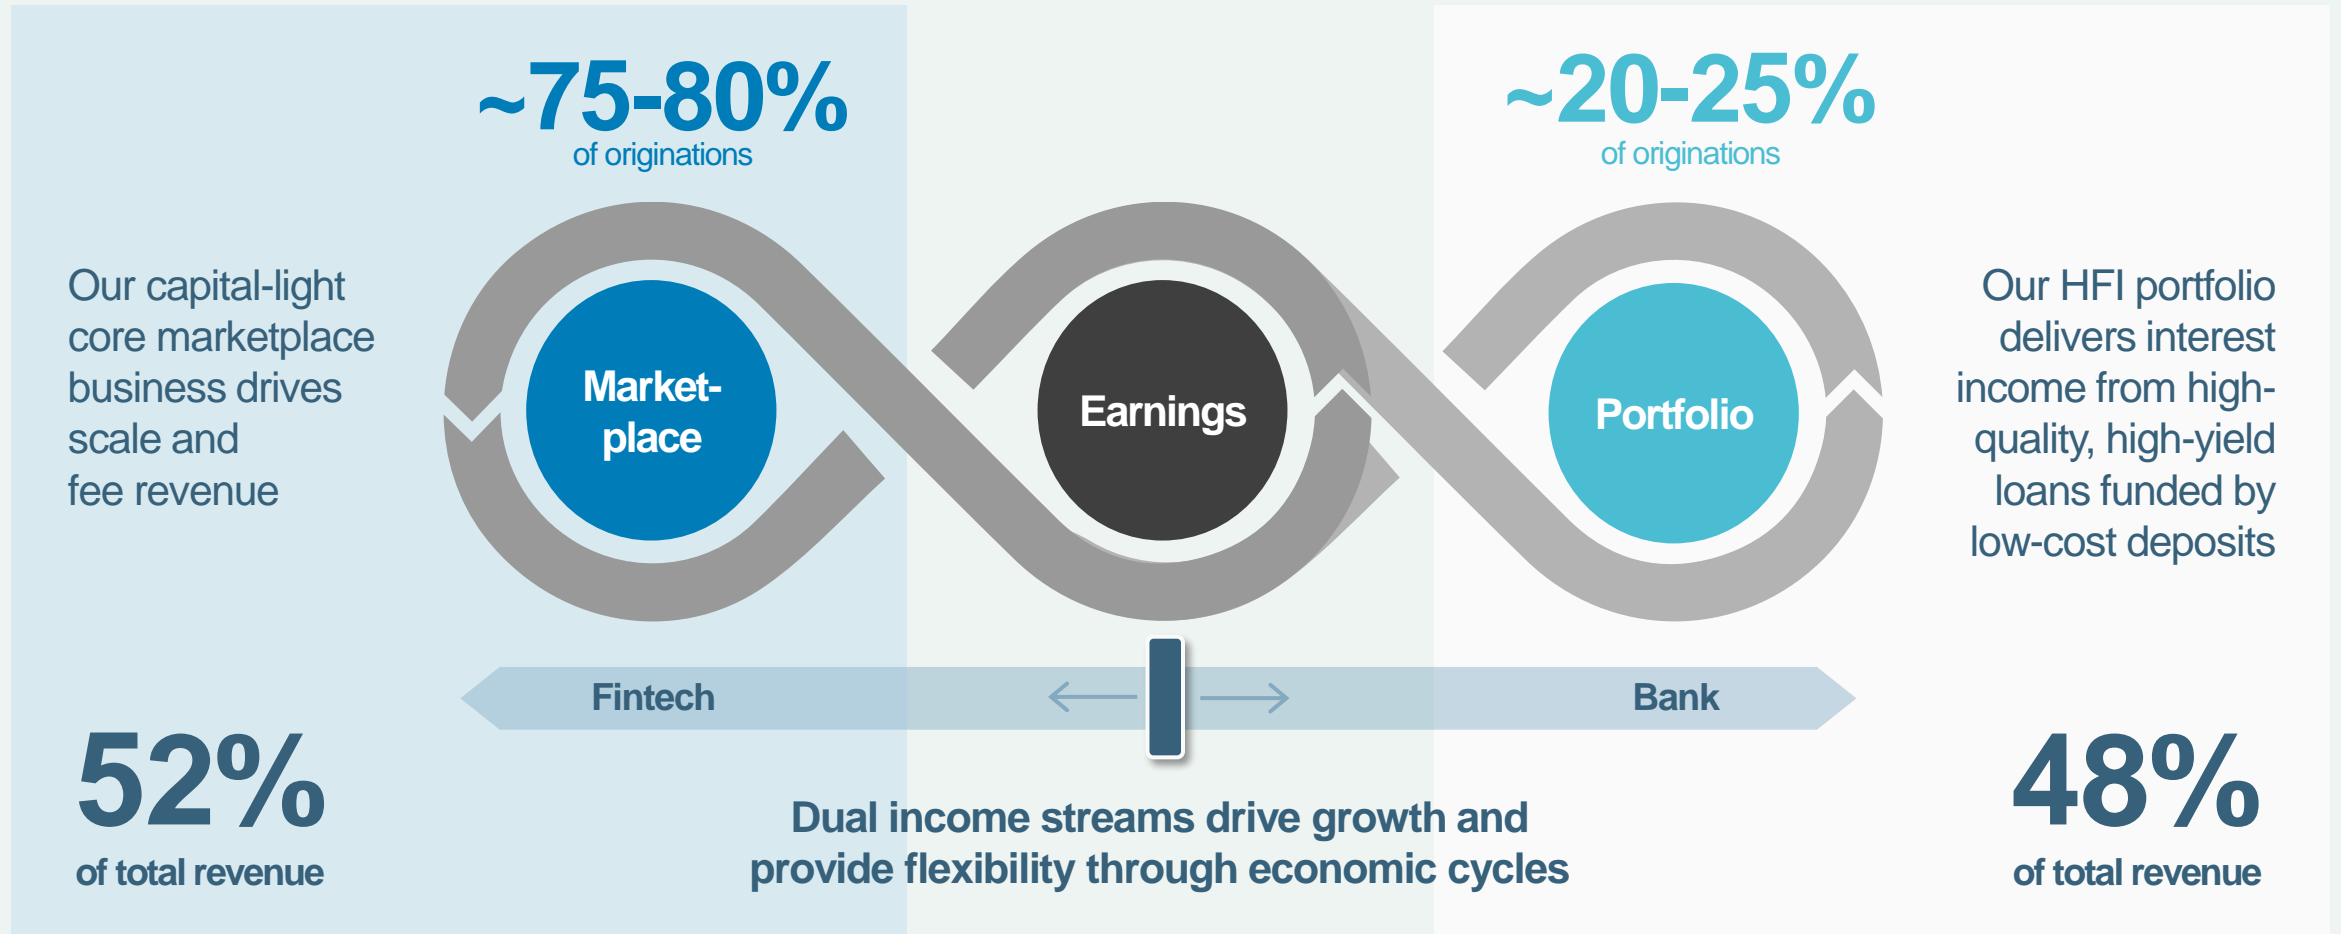 ~75-80%
of originations
~20-25%
of originations
Our capital-light
core marketplace
business drives
scale and
fee revenue
Market-
place
Earnings
Portfolio
Our HFI portfolio
delivers interest
income from high-
quality, high-yield
loans funded by
low-cost deposits
Fintech
Bank
52%
of total revenue
Dual income streams drive growth and
provide flexibility through economic cycles
48%
of total revenue